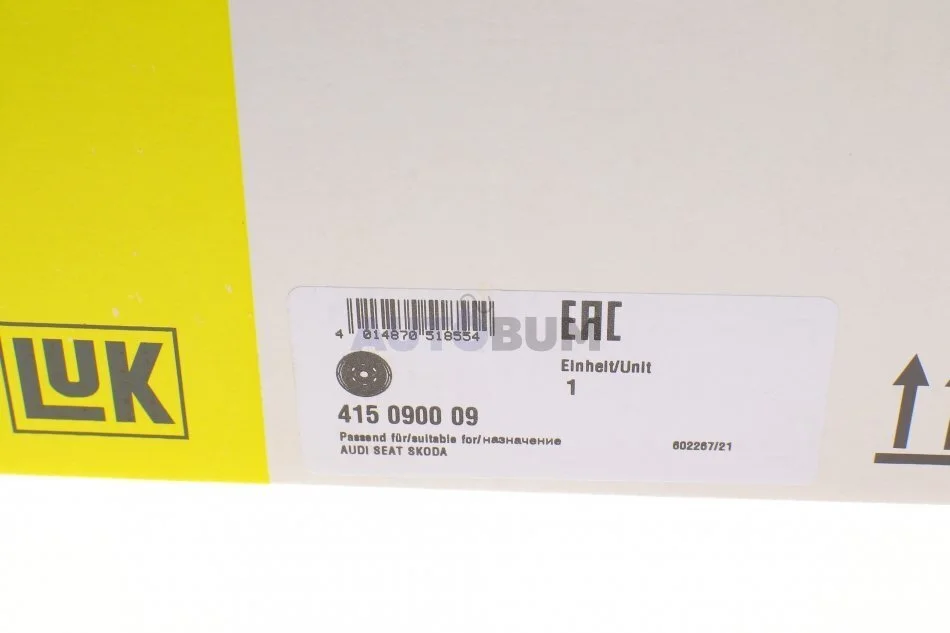 LUK
4 014870 518554
EAC
AUTOBUM
Einheit/Unit
1
415 0900 09
Passend für/suitable for/назначение
AUDI SEAT SKODA
602267/21